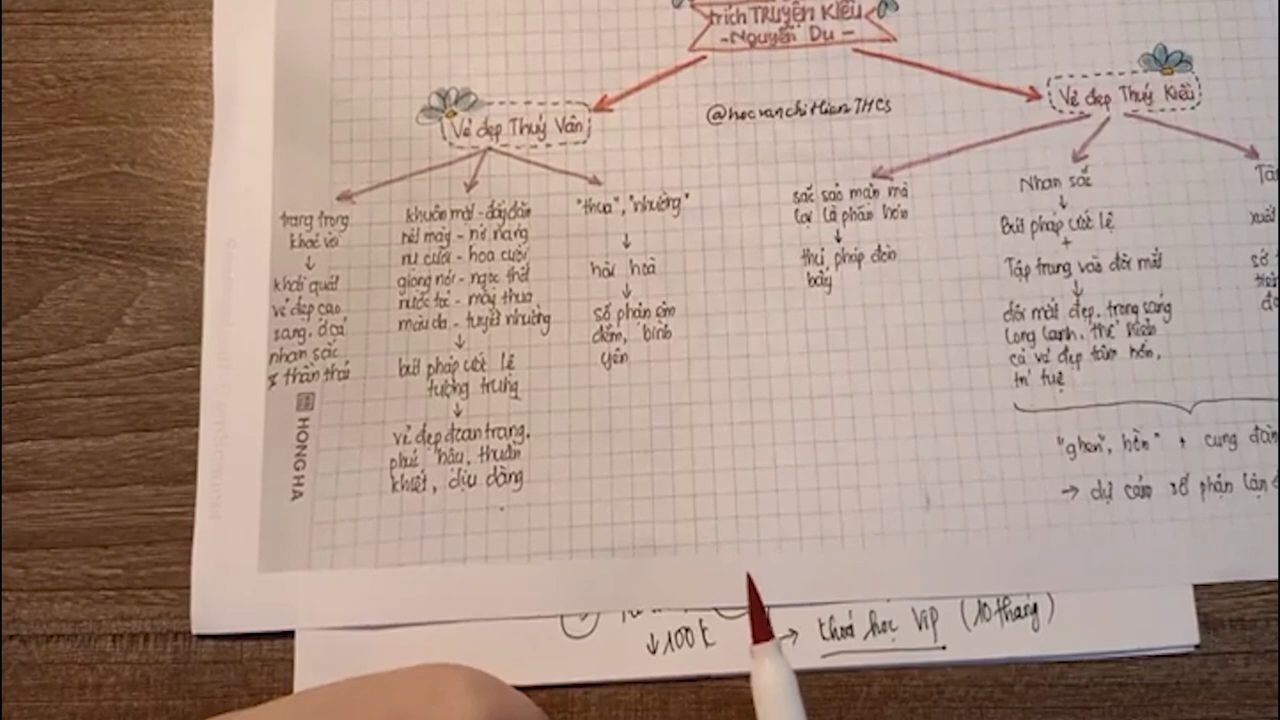 trích TRUYỆN KIỀU
- Nguyễn Du -
Vẻ đẹp Thuý Vân
@hocvanchiHienTHCS
Vẻ đẹp Thuý Kiều
trang trọng
khác vời
↓
khái quát
vẻ đẹp cao
sang, ở cả
nhan sắc
& thần thái
khuôn mặt - đầy đặn
nét mày - nở nang
nụ cười - hoa cười
giọng nói - ngọc thốt
nước tóc - mây thua
màu da - tuyết nhường
↓
bút pháp ước lệ
tượng trưng
↓
vẻ đẹp đoan trang,
phúc hậu, thuần
khiết, dịu dàng
"thua", "nhường"
↓
hài hoà
↓
số phận êm
đềm, bình
yên
sắc sảo mặn mà
lại là phần hơn
↓
thủ pháp đòn
bẩy
Nhan sắc
↓
Bút pháp ước lệ
+
Tập trung vào đôi mắt
↓
đôi mắt đẹp, trong sáng
long lanh, thể hiện
cả vẻ đẹp tâm hồn,
trí tuệ
"ghen", hờn" + cung đàn
→ dự cảm số phận lận
HONG HA
↓100k → khoá học Vip (10 tháng)